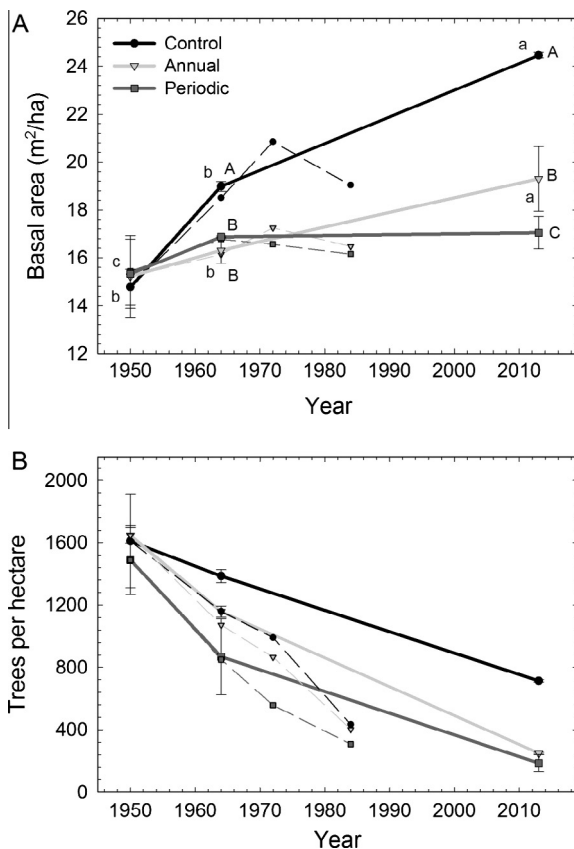 A
Control
Annual
Periodic
26
24
22
20
18
16
14
12
Basal area (m²/ha)
a
A
b
A
B
B
a
c
C
b
b
B
1950
1960
1970
1980
1990
2000
2010
Year
B
2000
1600
1200
800
400
0
Trees per hectare
1950
1960
1970
1980
1990
2000
2010
Year